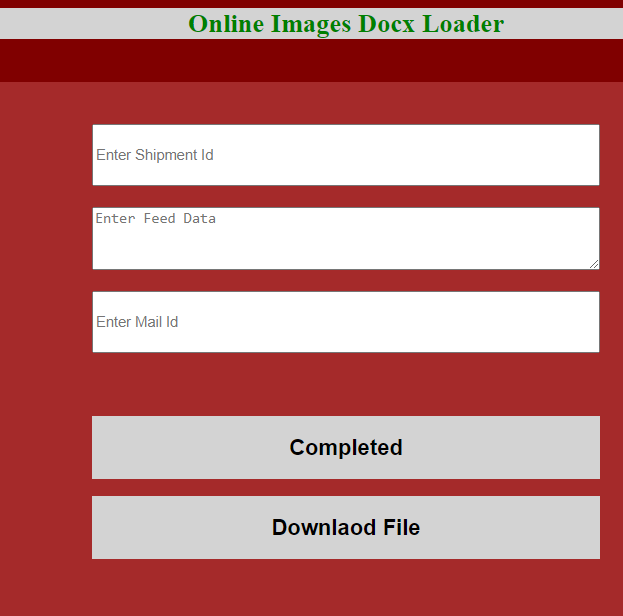 Online Images Docx Loader
Enter Shipment Id
Enter Feed Data
Enter Mail Id
Completed
Downlaod File